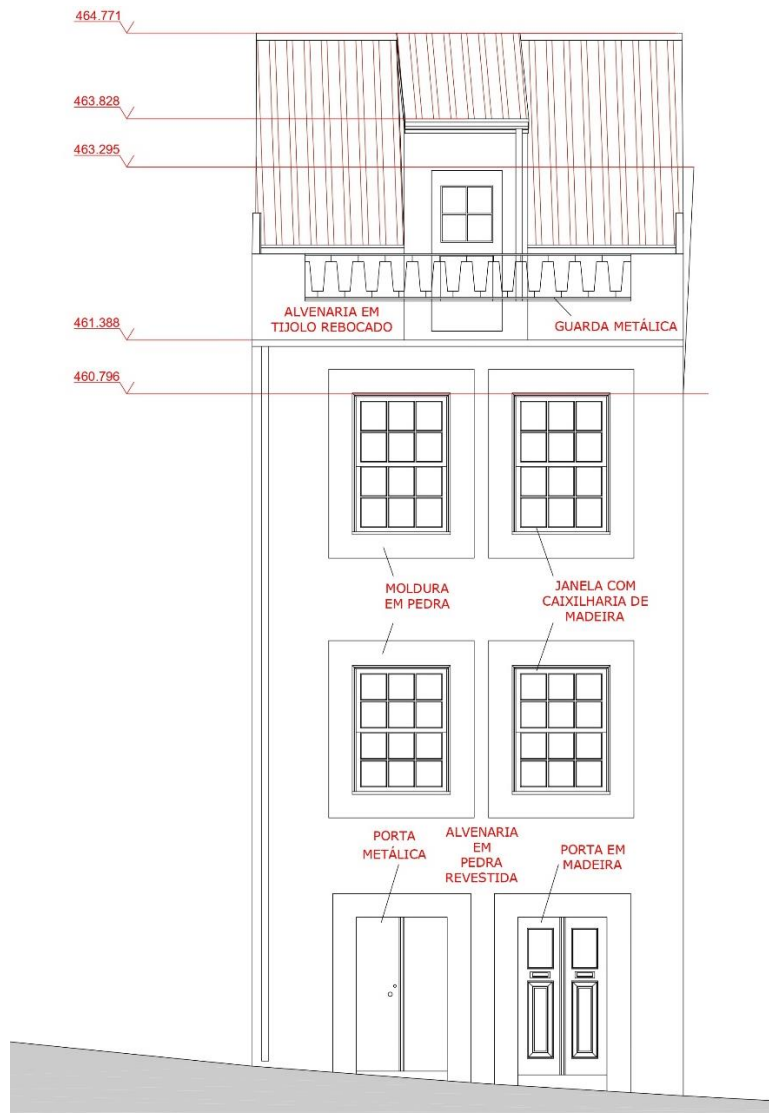 464.771
463.828
463.295
ALVENARIA EM
TIJOLO REBOCADO
GUARDA METÁLICA
461.388
460.796
MOLDURA
EM PEDRA
JANELA COM
CAIXILHARIA DE
MADEIRA
PORTA
METÁLICA
ALVENARIA
EM
PEDRA
REVESTIDA
PORTA EM
MADEIRA